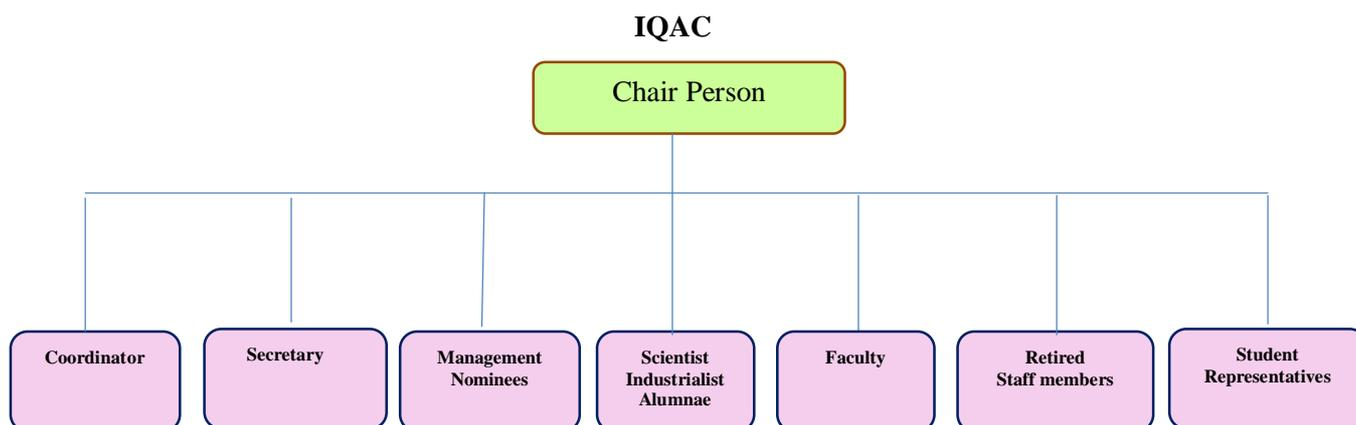 IQAC
Chair Person
Coordinator
Secretary
Management
Nominees
Scientist
Industrialist
Alumnae
Faculty
Retired
Staff members
Student
Representatives